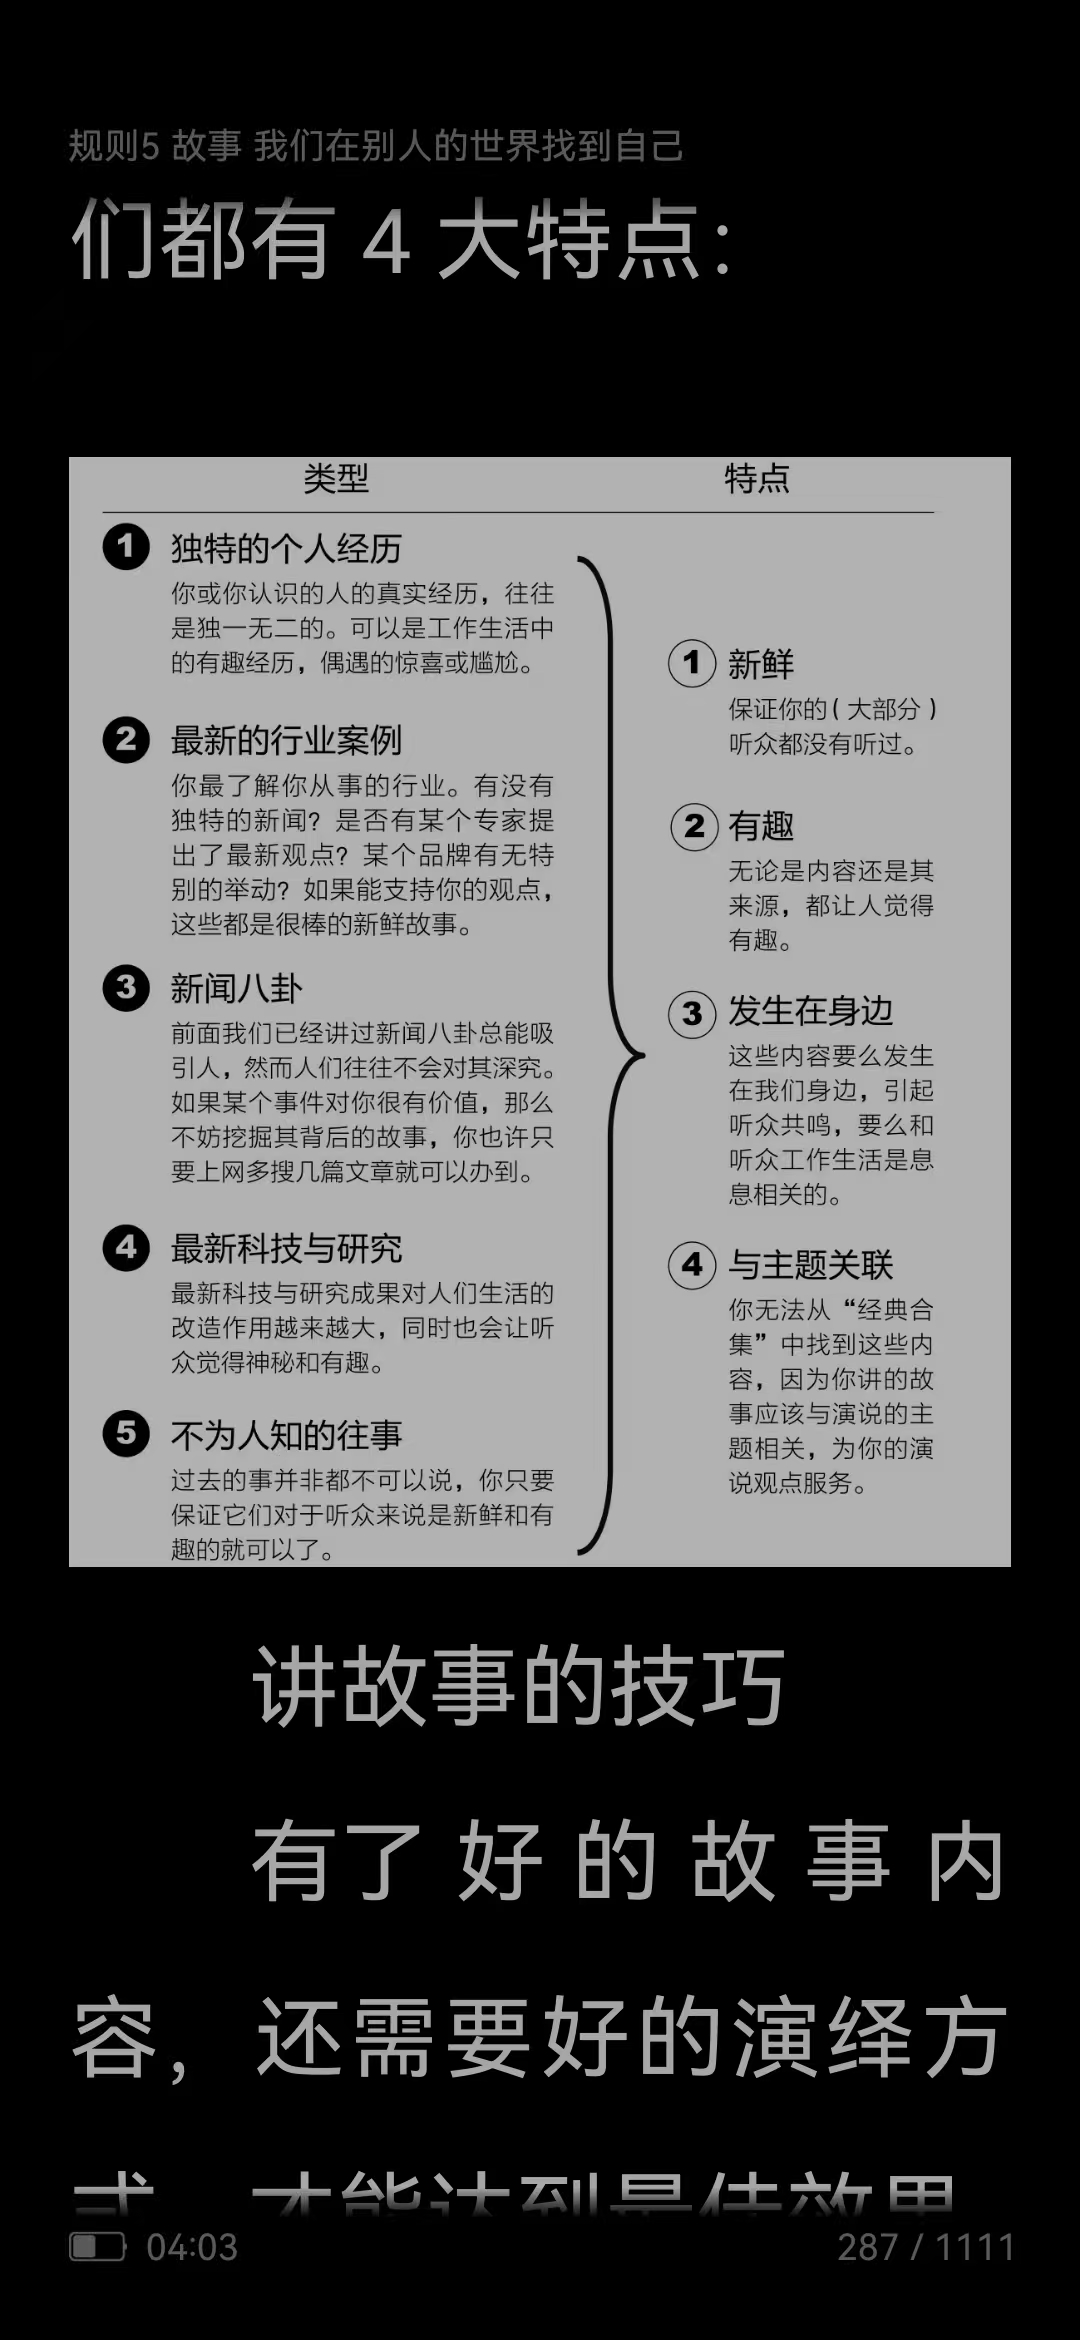 规则5 故事 我们在别人的世界找到自己
们都有 4 大特点：
类型
特点
1 独特的个人经历
你或你认识的人的真实经历，往往
是独一无二的。可以是工作生活中
的有趣经历，偶遇的惊喜或尴尬。
2 最新的行业案例
你最了解你从事的行业。有没有
独特的新闻？是否有某个专家提
出了最新观点？某个品牌有无特
别的举动？如果能支持你的观点，
这些都是很棒的新鲜故事。
3 新闻八卦
前面我们已经讲过新闻八卦总能吸
引人，然而人们往往不会对其深究。
如果某个事件对你很有价值，那么
不妨挖掘其背后的故事，你也许只
要上网多搜几篇文章就可以办到。
4 最新科技与研究
最新科技与研究成果对人们生活的
改造作用越来越大，同时也会让听
众觉得神秘和有趣。
5 不为人知的往事
过去的事并非都不可以说，你只要
保证它们对于听众来说是新鲜和有
趣的就可以了。
1 新鲜
保证你的（大部分）
听众都没有听过。
2 有趣
无论是内容还是其
来源，都让人觉得
有趣。
3 发生在身边
这些内容要么发生
在我们身边，引起
听众共鸣，要么和
听众工作生活是息
息相关的。
4 与主题关联
你无法从“经典合
集”中找到这些内
容，因为你讲的故
事应该与演说的主
题相关，为你的演
说观点服务。
讲故事的技巧
有了好的故事内
容，还需要好的演绎方
式，才能达到最佳效果
04:03
287 / 1111